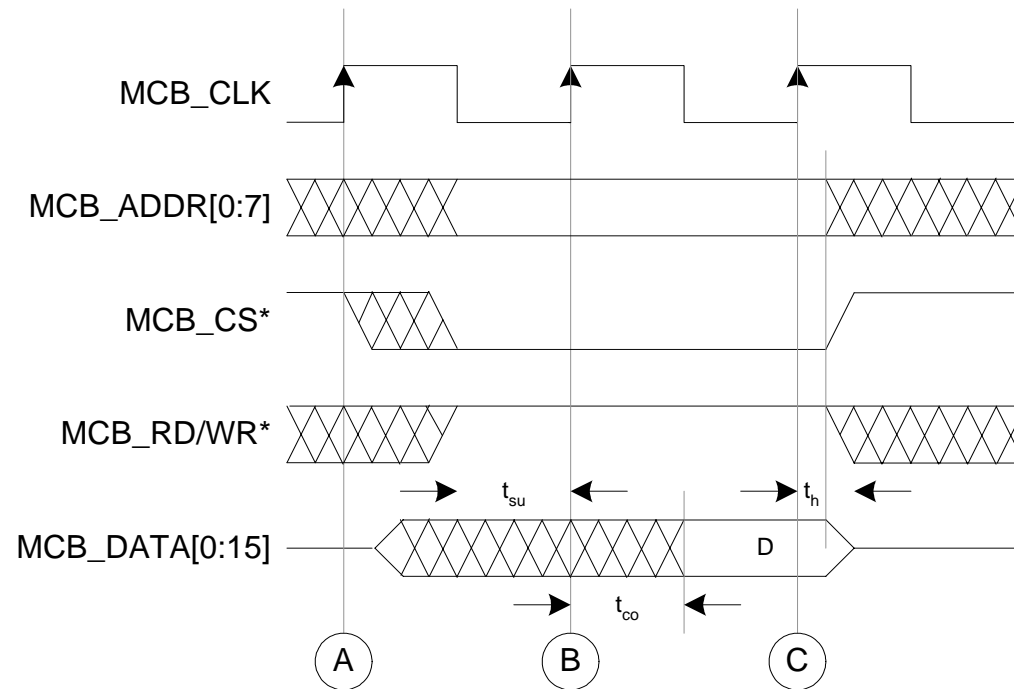 MCB_CLK
MCB_ADDR[0:7]
MCB_CS*
MCB_RD/WR*
tsu
th
MCB_DATA[0:15]
D
tco
A
B
C